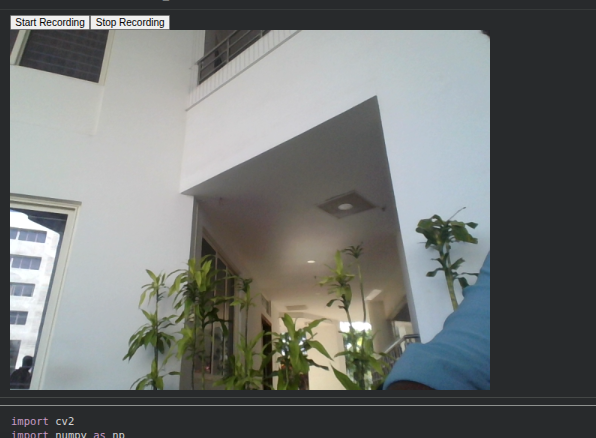 Start Recording Stop Recording
import cv2
import numpy as np